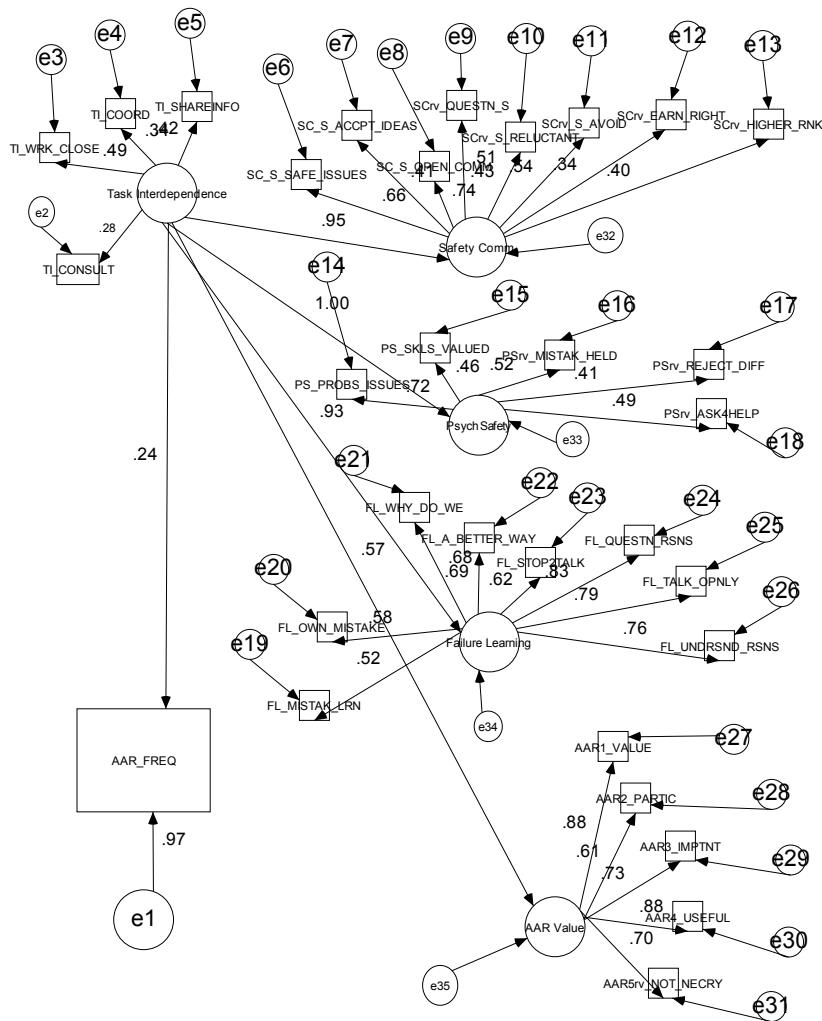 e5
e4
e9
e10
e12
e13
e3
e7
e11
e8
e6
TI_SHAREINFO
TI_COORD
SCrv_QUESTN_S
SCrv_S_AVOID
SCrv_EARN_RIGHT
SCrv_HIGHER_RNK
SC_S_ACCPT_IDEAS
SCrv_S_RELUCTANT
.34
.42
TI_WRK_CLOSE
.49
SC_S_SAFE_ISSUES
SC_S_OPEN_COMM
.41
.51
.43
.54
.34
.40
Task Interdependence
.66
.74
.95
e2
.28
Safety Comm
e32
TI_CONSULT
e14
e15
e16
e17
1.00
PS_SKLS_VALUED
PSrv_MISTAK_HELD
PSrv_REJECT_DIFF
.46
.52
.41
PS_PROBS_ISSUES
.72
.93
.49
PSrv_ASK4HELP
Psych Safety
e33
e18
.24
e21
e22
e23
e24
e25
FL_WHY_DO_WE
FL_A_BETTER_WAY
FL_QUESTN_RSNS
.57
.68
FL_STOP2TALK
.69
.62
.83
FL_TALK_OPNLY
e20
.79
e26
.58
FL_OWN_MISTAKE
.76
e19
Failure Learning
FL_UNDRSND_RSNS
.52
FL_MISTAK_LRN
e34
AAR1_VALUE
e27
AAR_FREQ
AAR2_PARTIC
e28
.88
.97
.61
AAR3_IMPTNT
e29
.73
e1
.88
AAR4_USEFUL
AAR Value
.70
e30
e35
AAR5rv_NOT_NECRY
e31